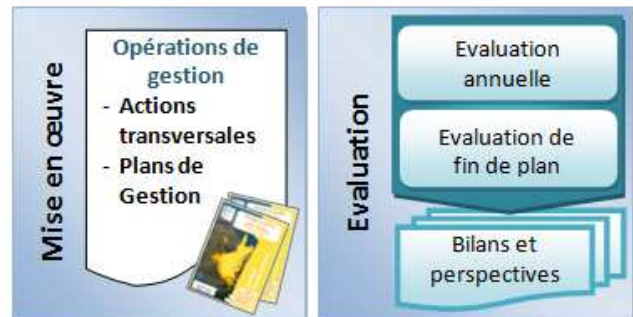 Mise en œuvre
Opérations de
gestion
- Actions
transversales
- Plans de
Gestion
Evaluation
Evaluation
annuelle
Evaluation de
fin de plan
Bilans et
perspectives